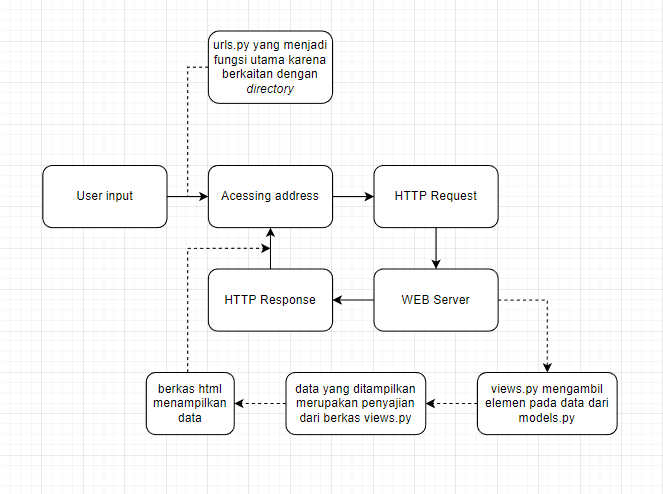 urls.py yang menjadi
fungsi utama karena
berkaitan dengan
directory
User input
Acessing address
HTTP Request
HTTP Response
WEB Server
berkas html
menampilkan
data
data yang ditampilkan
merupakan penyajian
dari berkas views.py
views.py mengambil
elemen pada data dari
models.py